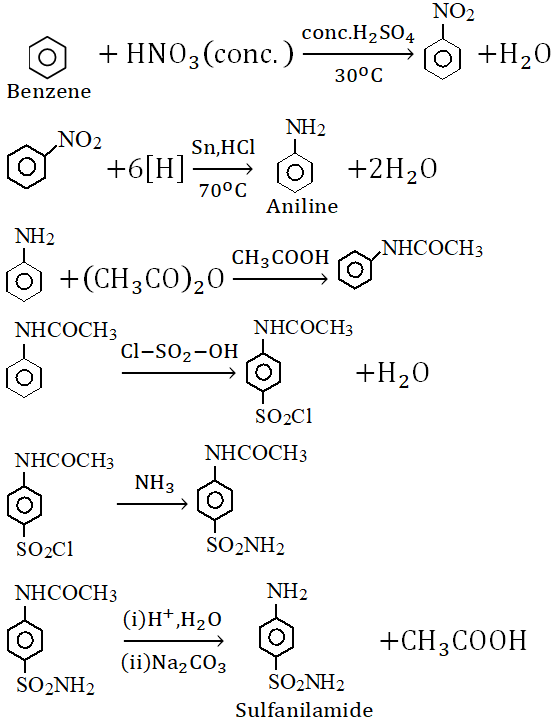 + HNO3(conc.) conc.H2SO4 30°C NO2 +H2O
Benzene
NO2 +6[H] Sn,HCl 70°C NH2 +2H2O
Aniline
NH2 +(CH3CO)2O CH3COOH NHCOCH3
NHCOCH3 Cl−SO2−OH NHCOCH3 SO2Cl +H2O
NHCOCH3 SO2Cl NH3 NHCOCH3 SO2NH2
NHCOCH3 SO2NH2 (i)H+,H2O (ii)Na2CO3 NH2 SO2NH2 +CH3COOH
Sulfanilamide